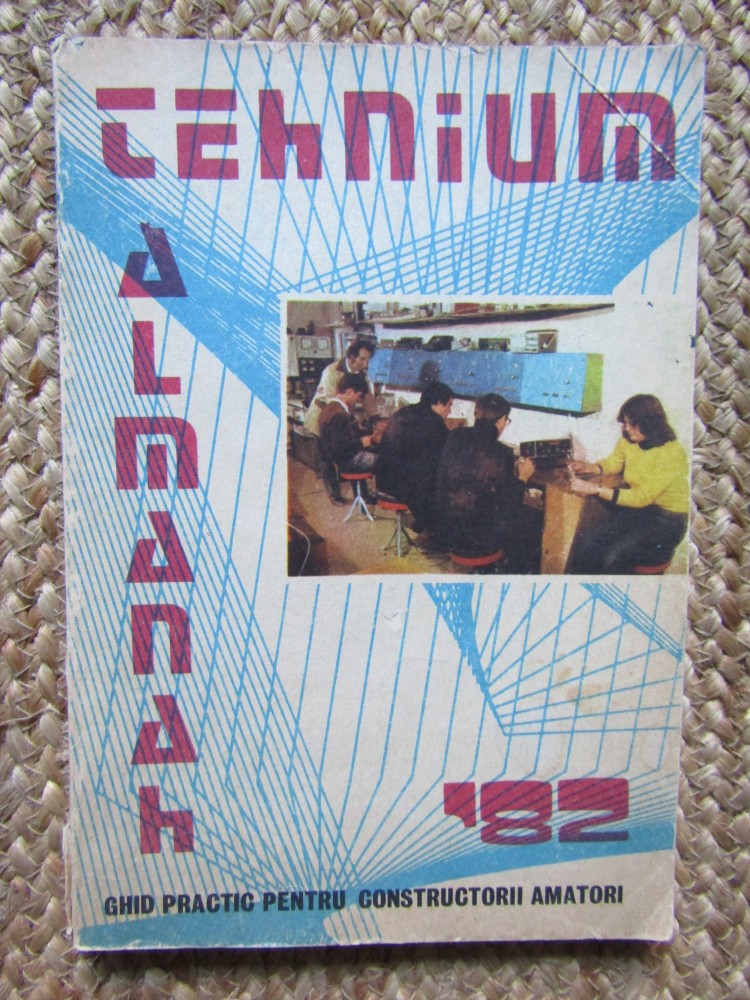 TEHNIUM
ALMANAH
'82
GHID PRACTIC PENTRU CONSTRUCTORII AMATORI